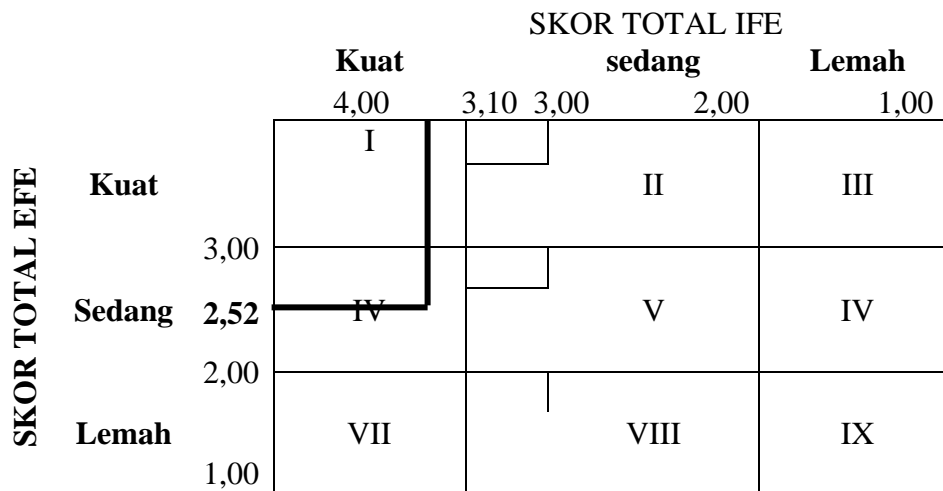 SKOR TOTAL IFE
Kuat sedang Lemah
4,00 3,10 3,00 2,00 1,00
I
Kuat II III
3,00
SKOR TOTAL EFE
Sedang 2,52 IV V IV
2,00
Lemah VII VIII IX
1,00